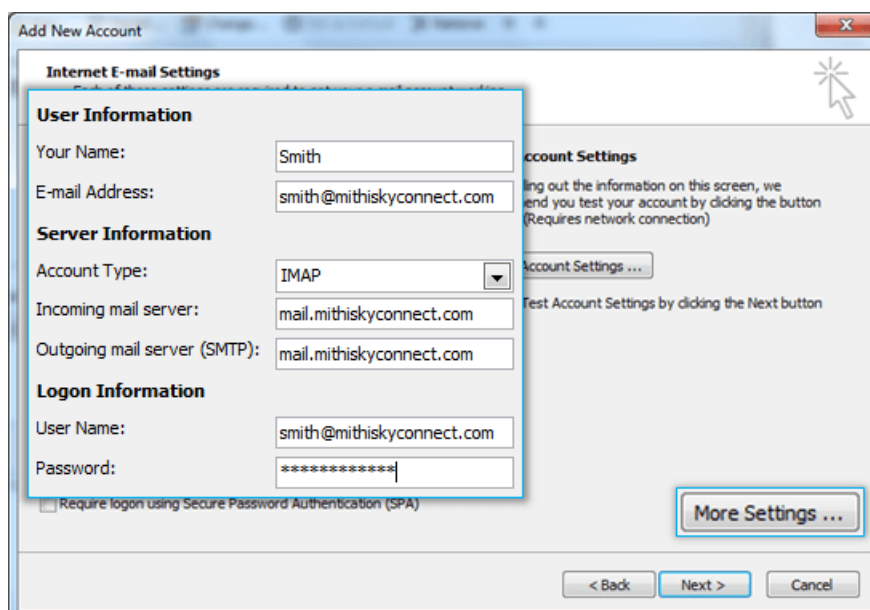 Add New Account
Internet E-mail Settings
User Information
Your Name: Smith
E-mail Address: smith@mithiskyconnect.com
Server Information
Account Type: IMAP
Incoming mail server: mail.mithiskyconnect.com
Outgoing mail server (SMTP): mail.mithiskyconnect.com
Logon Information
User Name: smith@mithiskyconnect.com
Password: ************
Require logon using Secure Password Authentication (SPA)
Account Settings
ling out the information on this screen, we
end you test your account by clicking the button
(Requires network connection)
Account Settings ...
Test Account Settings by clicking the Next button
More Settings ...
< Back
Next >
Cancel